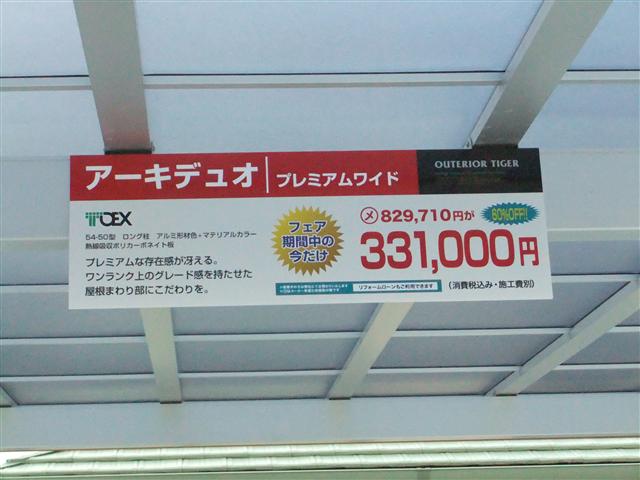 アーキデュオ プレミアムワイド
OUTERIOR TIGER
TOEX
54-50型 ロング柱 アルミ形材色+マテリアルカラー
熱線吸収ポリカーボネイト板
プレミアムな存在感が冴える。
ワンランク上のグレード感を持たせた
屋根まわり部にこだわりを。
フェア
期間中の
今だけ
メ829,710円が
60%OFF!!
331,000円
リフォームローンもご利用できます
(消費税込み・施工費別)